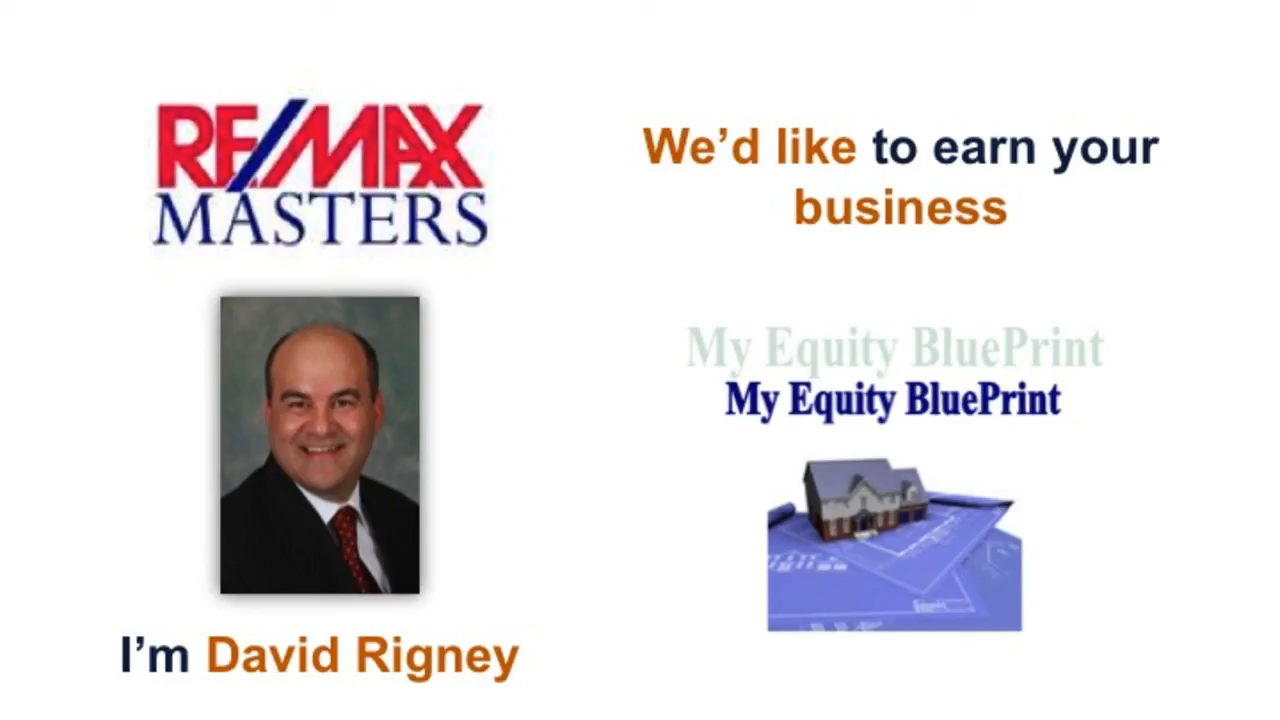 RE/MAX
MASTERS
I’m David Rigney
We’d like to earn your
business
My Equity BluePrint
My Equity BluePrint